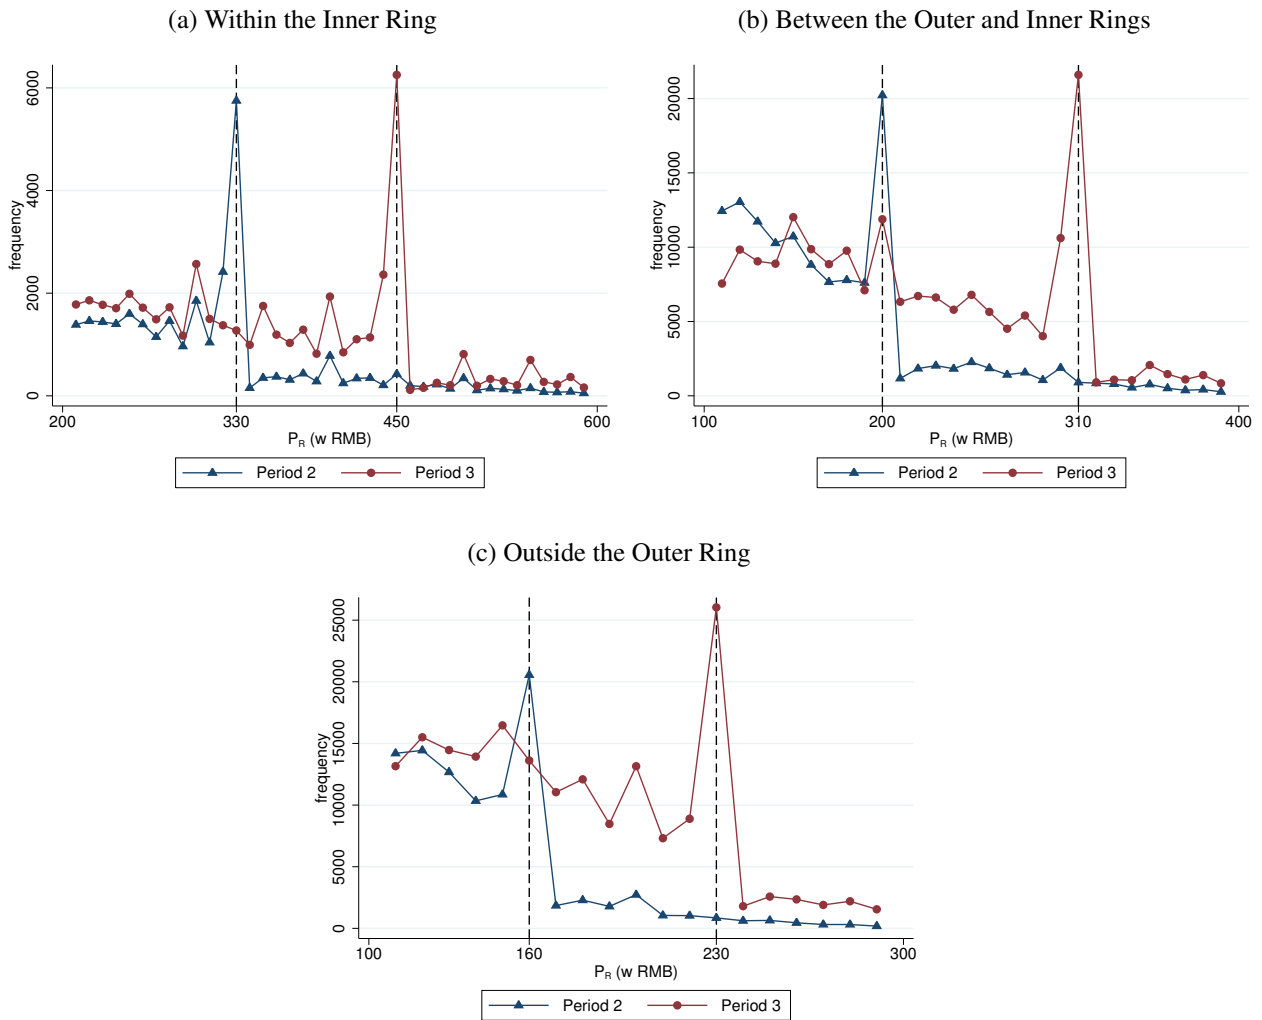 (a) Within the Inner Ring
frequency
0
2000
4000
6000
200
330
450
600
P_R (w RMB)
Period 2
Period 3
(b) Between the Outer and Inner Rings
frequency
0
5000
10000
15000
20000
100
200
310
400
P_R (w RMB)
Period 2
Period 3
(c) Outside the Outer Ring
frequency
0
5000
10000
15000
20000
25000
100
160
230
300
P_R (w RMB)
Period 2
Period 3